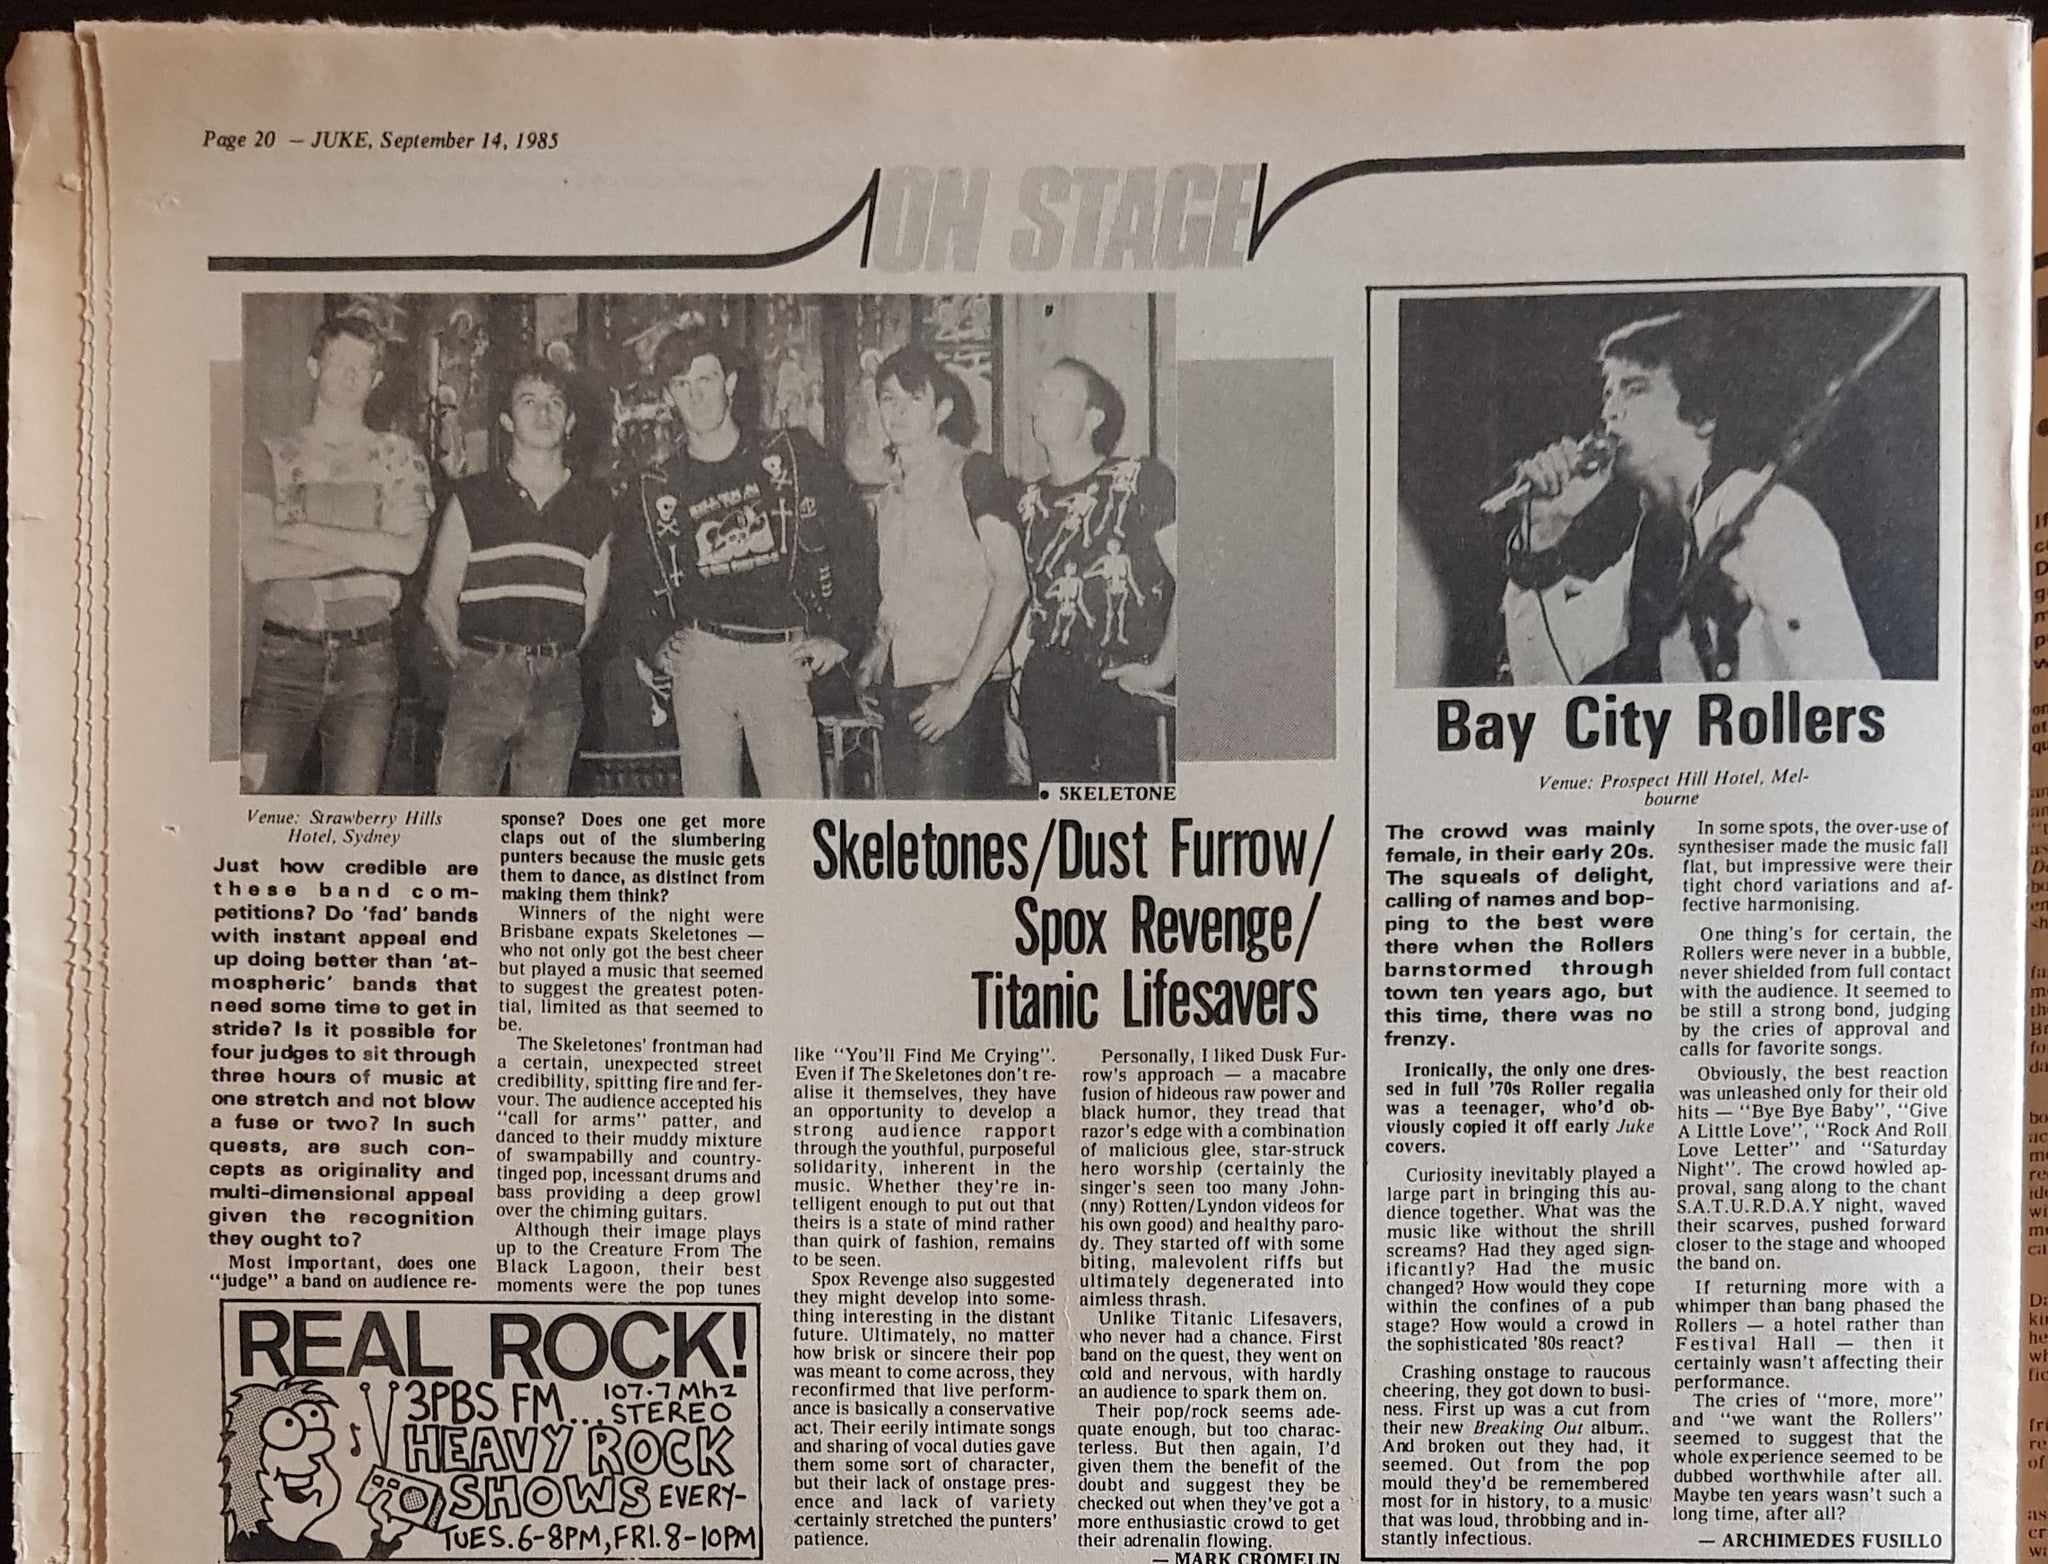 Page 20 — JUKE, September 14, 1985
ON STAGE
• SKELETONE
Skeletones/Dust Furrow/
Spox Revenge/
Titanic Lifesavers
Venue: Strawberry Hills
Hotel, Sydney
Just how credible are
these band com-
petitions? Do 'fad' bands
with instant appeal end
up doing better than 'at-
mospheric' bands that
need some time to get in
stride? Is it possible for
four judges to sit through
three hours of music at
one stretch and not blow
a fuse or two? In such
quests, are such con-
cepts as originality and
multi-dimensional appeal
given the recognition
they ought to?
Most important, does one
"judge" a band on audience re-
sponse? Does one get more
claps out of the slumbering
punters because the music gets
them to dance, as distinct from
making them think?
Winners of the night were
Brisbane expats Skeletones —
who not only got the best cheer
but played a music that seemed
to suggest the greatest poten-
tial, limited as that seemed to
be.
The Skeletones' frontman had
a certain, unexpected street
credibility, spitting fire and fer-
vour. The audience accepted his
"call for arms" patter, and
danced to their muddy mixture
of swampabilly and country-
tinged pop, incessant drums and
bass providing a deep growl
over the chiming guitars.
Although their image plays
up to the Creature From The
Black Lagoon, their best
moments were the pop tunes
like "You'll Find Me Crying".
Even if The Skeletones don't re-
alise it themselves, they have
an opportunity to develop a
strong audience rapport
through the youthful, purposeful
solidarity, inherent in the
music. Whether they're in-
telligent enough to put out that
theirs is a state of mind rather
than quirk of fashion, remains
to be seen.
Spox Revenge also suggested
they might develop into some-
thing interesting in the distant
future. Ultimately, no matter
how brisk or sincere their pop
was meant to come across, they
reconfirmed that live perform-
ance is basically a conservative
act. Their eerily intimate songs
and sharing of vocal duties gave
them some sort of character,
but their lack of onstage pres-
ence and lack of variety
certainly stretched the punters'
patience.
Personally, I liked Dusk Fur-
row's approach — a macabre
fusion of hideous raw power and
black humor, they tread that
razor's edge with a combination
of malicious glee, star-struck
hero worship (certainly the
singer's seen too many John-
(nny) Rotten/Lyndon videos for
his own good) and healthy paro-
dy. They started off with some
biting, malevolent riffs but
ultimately degenerated into
aimless thrash.
Unlike Titanic Lifesavers,
who never had a chance. First
band on the quest, they went on
cold and nervous, with hardly
an audience to spark them on.
Their pop/rock seems ade-
quate enough, but too charac-
terless. But then again, I'd
given them the benefit of the
doubt and suggest they be
checked out when they've got a
more enthusiastic crowd to get
their adrenalin flowing.
— MARK CROMELIN
REAL ROCK!
3PBS FM... 107.7 Mhz
STEREO
HEAVY ROCK
SHOWS EVERY-
TUES. 6-8PM, FRI. 8-10PM
Bay City Rollers
Venue: Prospect Hill Hotel, Mel-
bourne
The crowd was mainly
female, in their early 20s.
The squeals of delight,
calling of names and bop-
ping to the best were
there when the Rollers
barnstormed through
town ten years ago, but
this time, there was no
frenzy.
Ironically, the only one dres-
sed in full '70s Roller regalia
was a teenager, who'd ob-
viously copied it off early Juke
covers.
Curiosity inevitably played a
large part in bringing this au-
dience together. What was the
music like without the shrill
screams? Had they aged sign-
ificantly? Had the music
changed? How would they cope
within the confines of a pub
stage? How would a crowd in
the sophisticated '80s react?
Crashing onstage to raucous
cheering, they got down to busi-
ness. First up was a cut from
their new Breaking Out album.
And broken out they had, it
seemed. Out from the pop
mould they'd be remembered
most for in history, to a music
that was loud, throbbing and in-
stantly infectious.
In some spots, the over-use of
synthesiser made the music fall
flat, but impressive were their
tight chord variations and af-
fective harmonising.
One thing's for certain, the
Rollers were never in a bubble,
never shielded from full contact
with the audience. It seemed to
be still a strong bond, judging
by the cries of approval and
calls for favorite songs.
Obviously, the best reaction
was unleashed only for their old
hits — "Bye Bye Baby", "Give
A Little Love", "Rock And Roll
Love Letter" and "Saturday
Night". The crowd howled ap-
proval, sang along to the chant
S.A.T.U.R.D.A.Y night, waved
their scarves, pushed forward
closer to the stage and whooped
the band on.
If returning more with a
whimper than bang phased the
Rollers — a hotel rather than
Festival Hall — then it
certainly wasn't affecting their
performance.
The cries of "more, more"
and "we want the Rollers"
seemed to suggest that the
whole experience seemed to be
dubbed worthwhile after all.
Maybe ten years wasn't such a
long time, after all?
— ARCHIMEDES FUSILLO